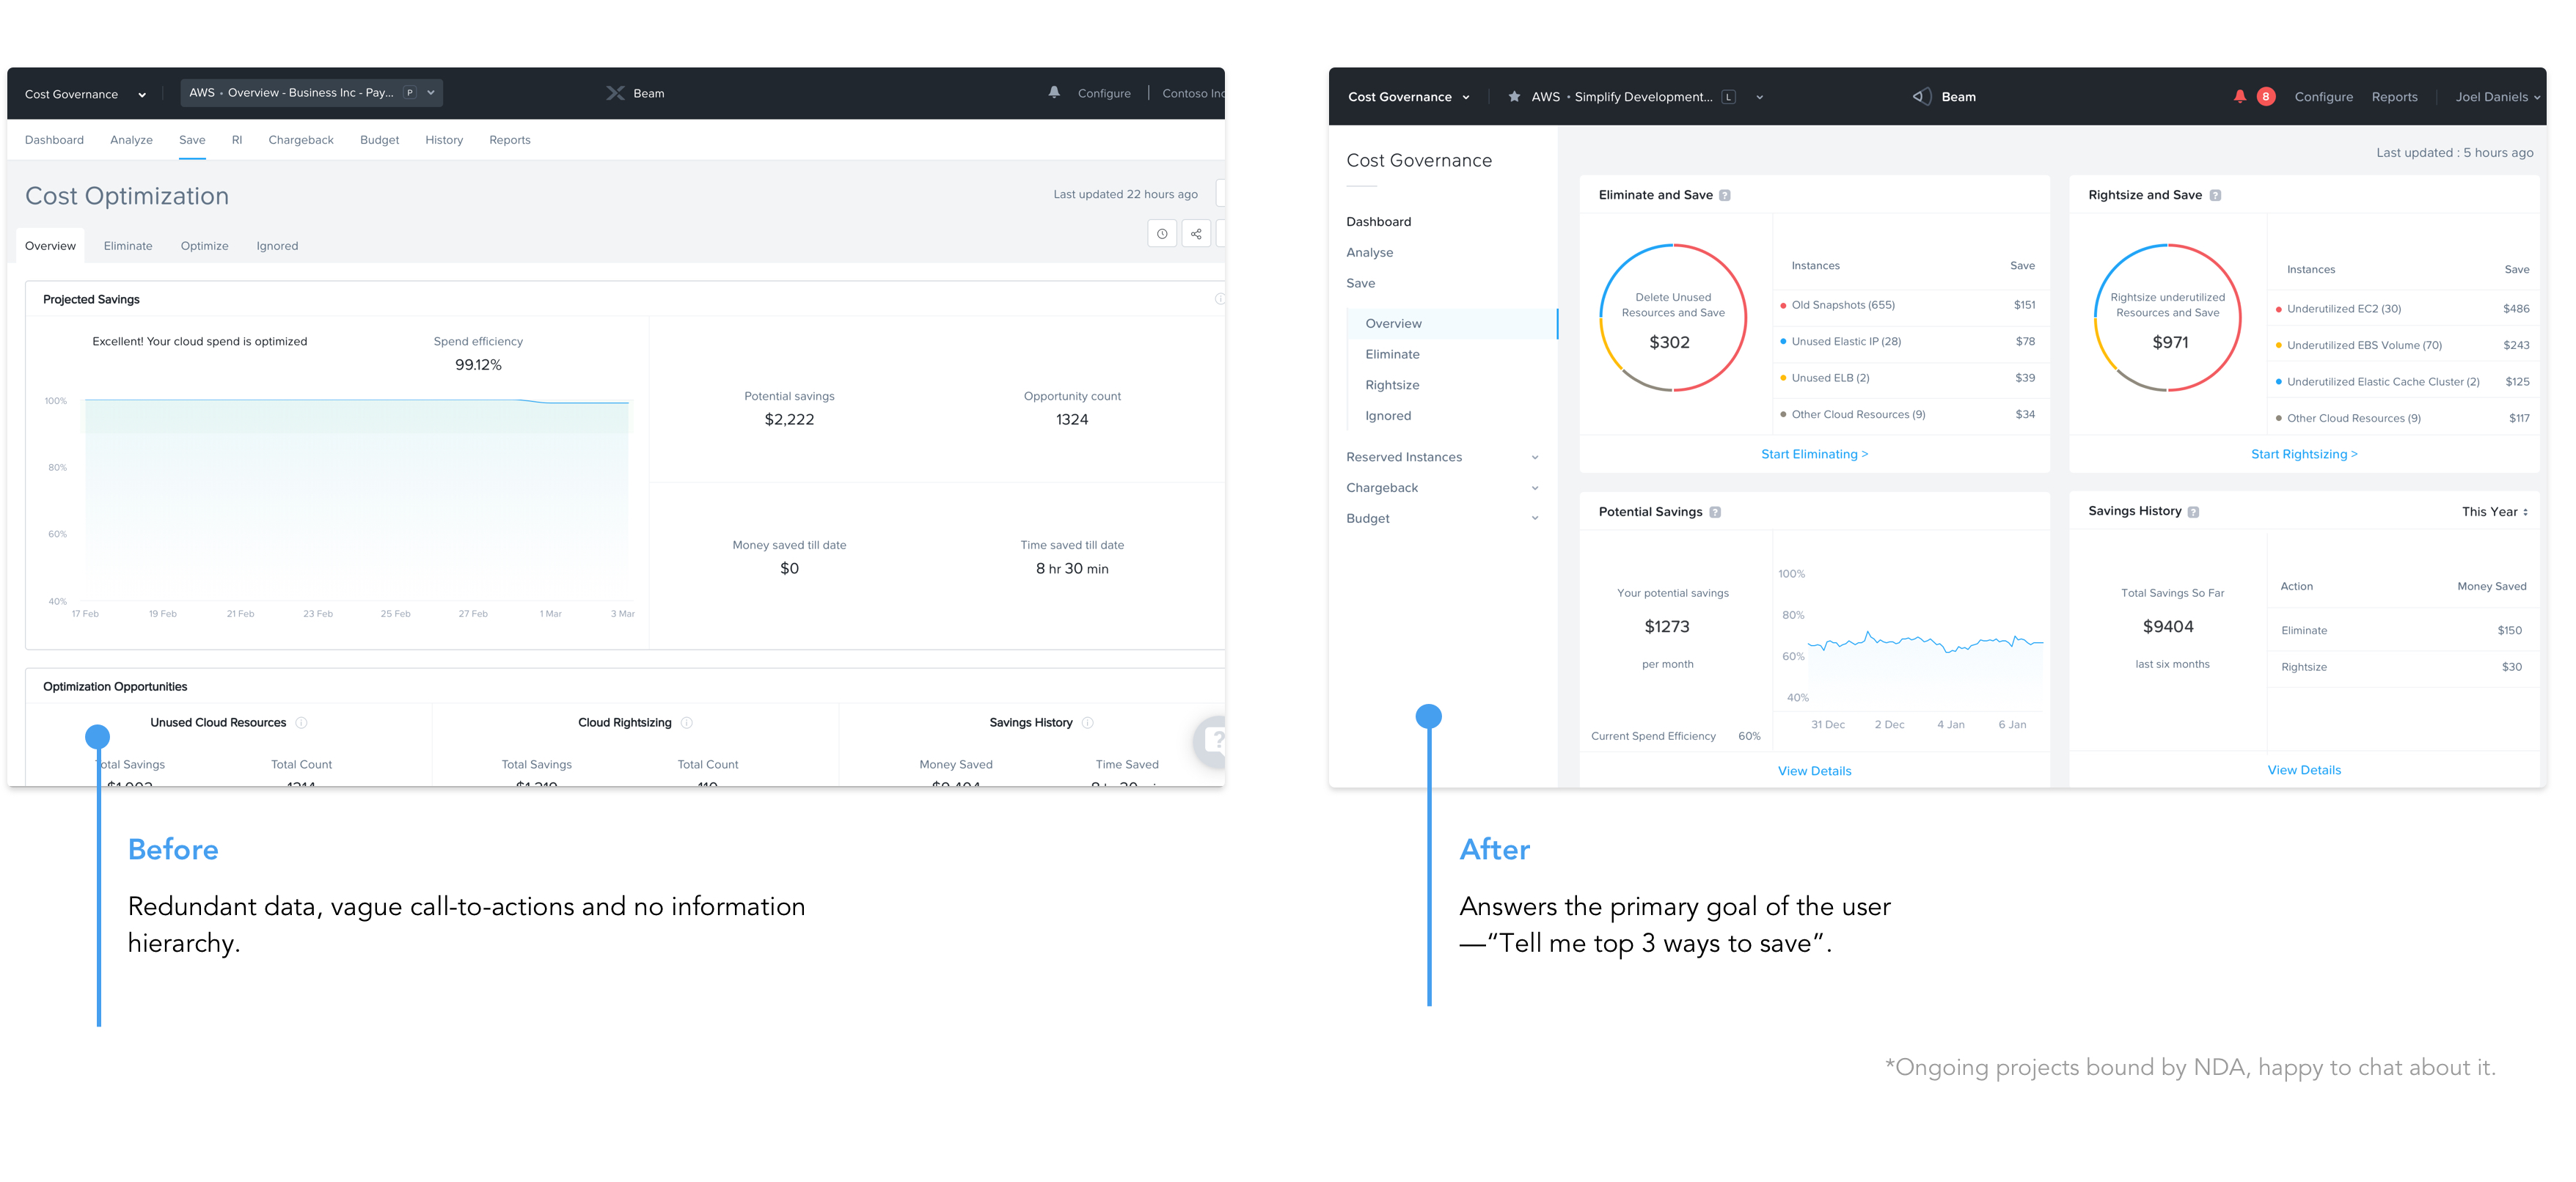 Cost Governance
AWS • Overview - Business Inc - Pay... P
Beam
Configure
Contoso Inc
Dashboard Analyze Save RI Chargeback Budget History Reports
Cost Optimization
Last updated 22 hours ago
Overview Eliminate Optimize Ignored
Projected Savings
Excellent! Your cloud spend is optimized
Spend efficiency
99.12%
100%
80%
60%
40%
17 Feb 19 Feb 21 Feb 23 Feb 25 Feb 27 Feb 1 Mar 3 Mar
Potential savings
$2,222
Opportunity count
1324
Money saved till date
$0
Time saved till date
8 hr 30 min
Optimization Opportunities
Unused Cloud Resources
Total Count
Cloud Rightsizing
Total Savings Total Count
Savings History
Money Saved Time Saved
Before
Redundant data, vague call-to-actions and no information
hierarchy.
Cost Governance
AWS • Simplify Development... L
Beam
8
Configure Reports
Joel Daniels
Last updated : 5 hours ago
Cost Governance
Dashboard
Analyse
Save
Overview
Eliminate
Rightsize
Ignored
Reserved Instances
Chargeback
Budget
Eliminate and Save ?
Delete Unused
Resources and Save
$302
Instances Save
Old Snapshots (655) $151
Unused Elastic IP (28) $78
Unused ELB (2) $39
Other Cloud Resources (9) $34
Start Eliminating >
Rightsize and Save ?
Rightsize underutilized
Resources and Save
$971
Instances Save
Underutilized EC2 (30) $486
Underutilized EBS Volume (70) $243
Underutilized Elastic Cache Cluster (2) $125
Other Cloud Resources (9) $117
Start Rightsizing >
Potential Savings ?
Your potential savings
$1273
per month
Current Spend Efficiency 60%
100%
80%
60%
40%
31 Dec 2 Dec 4 Jan 6 Jan
View Details
Savings History ?
This Year
Total Savings So Far
$9404
last six months
Action Money Saved
Eliminate $150
Rightsize $30
View Details
After
Answers the primary goal of the user
—“Tell me top 3 ways to save”.
*Ongoing projects bound by NDA, happy to chat about it.